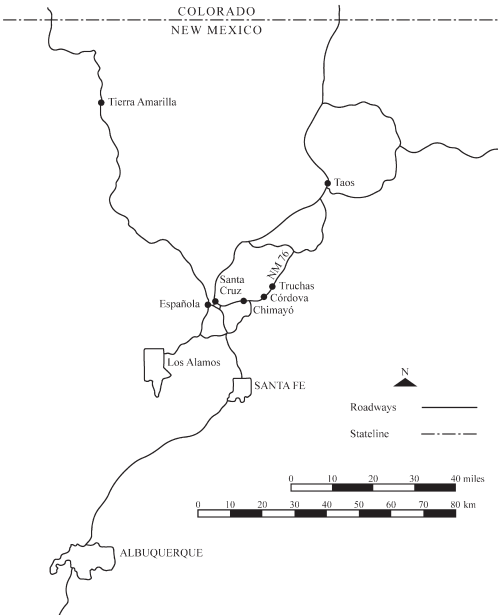 COLORADO
NEW MEXICO
Tierra Amarilla
Taos
NM 76
Santa
Cruz
Truchas
Córdova
Española
Chimayó
Los Alamos
SANTA FE
N
Roadways
Stateline
0 10 20 30 40 miles
0 10 20 30 40 50 60 70 80 km
ALBUQUERQUE